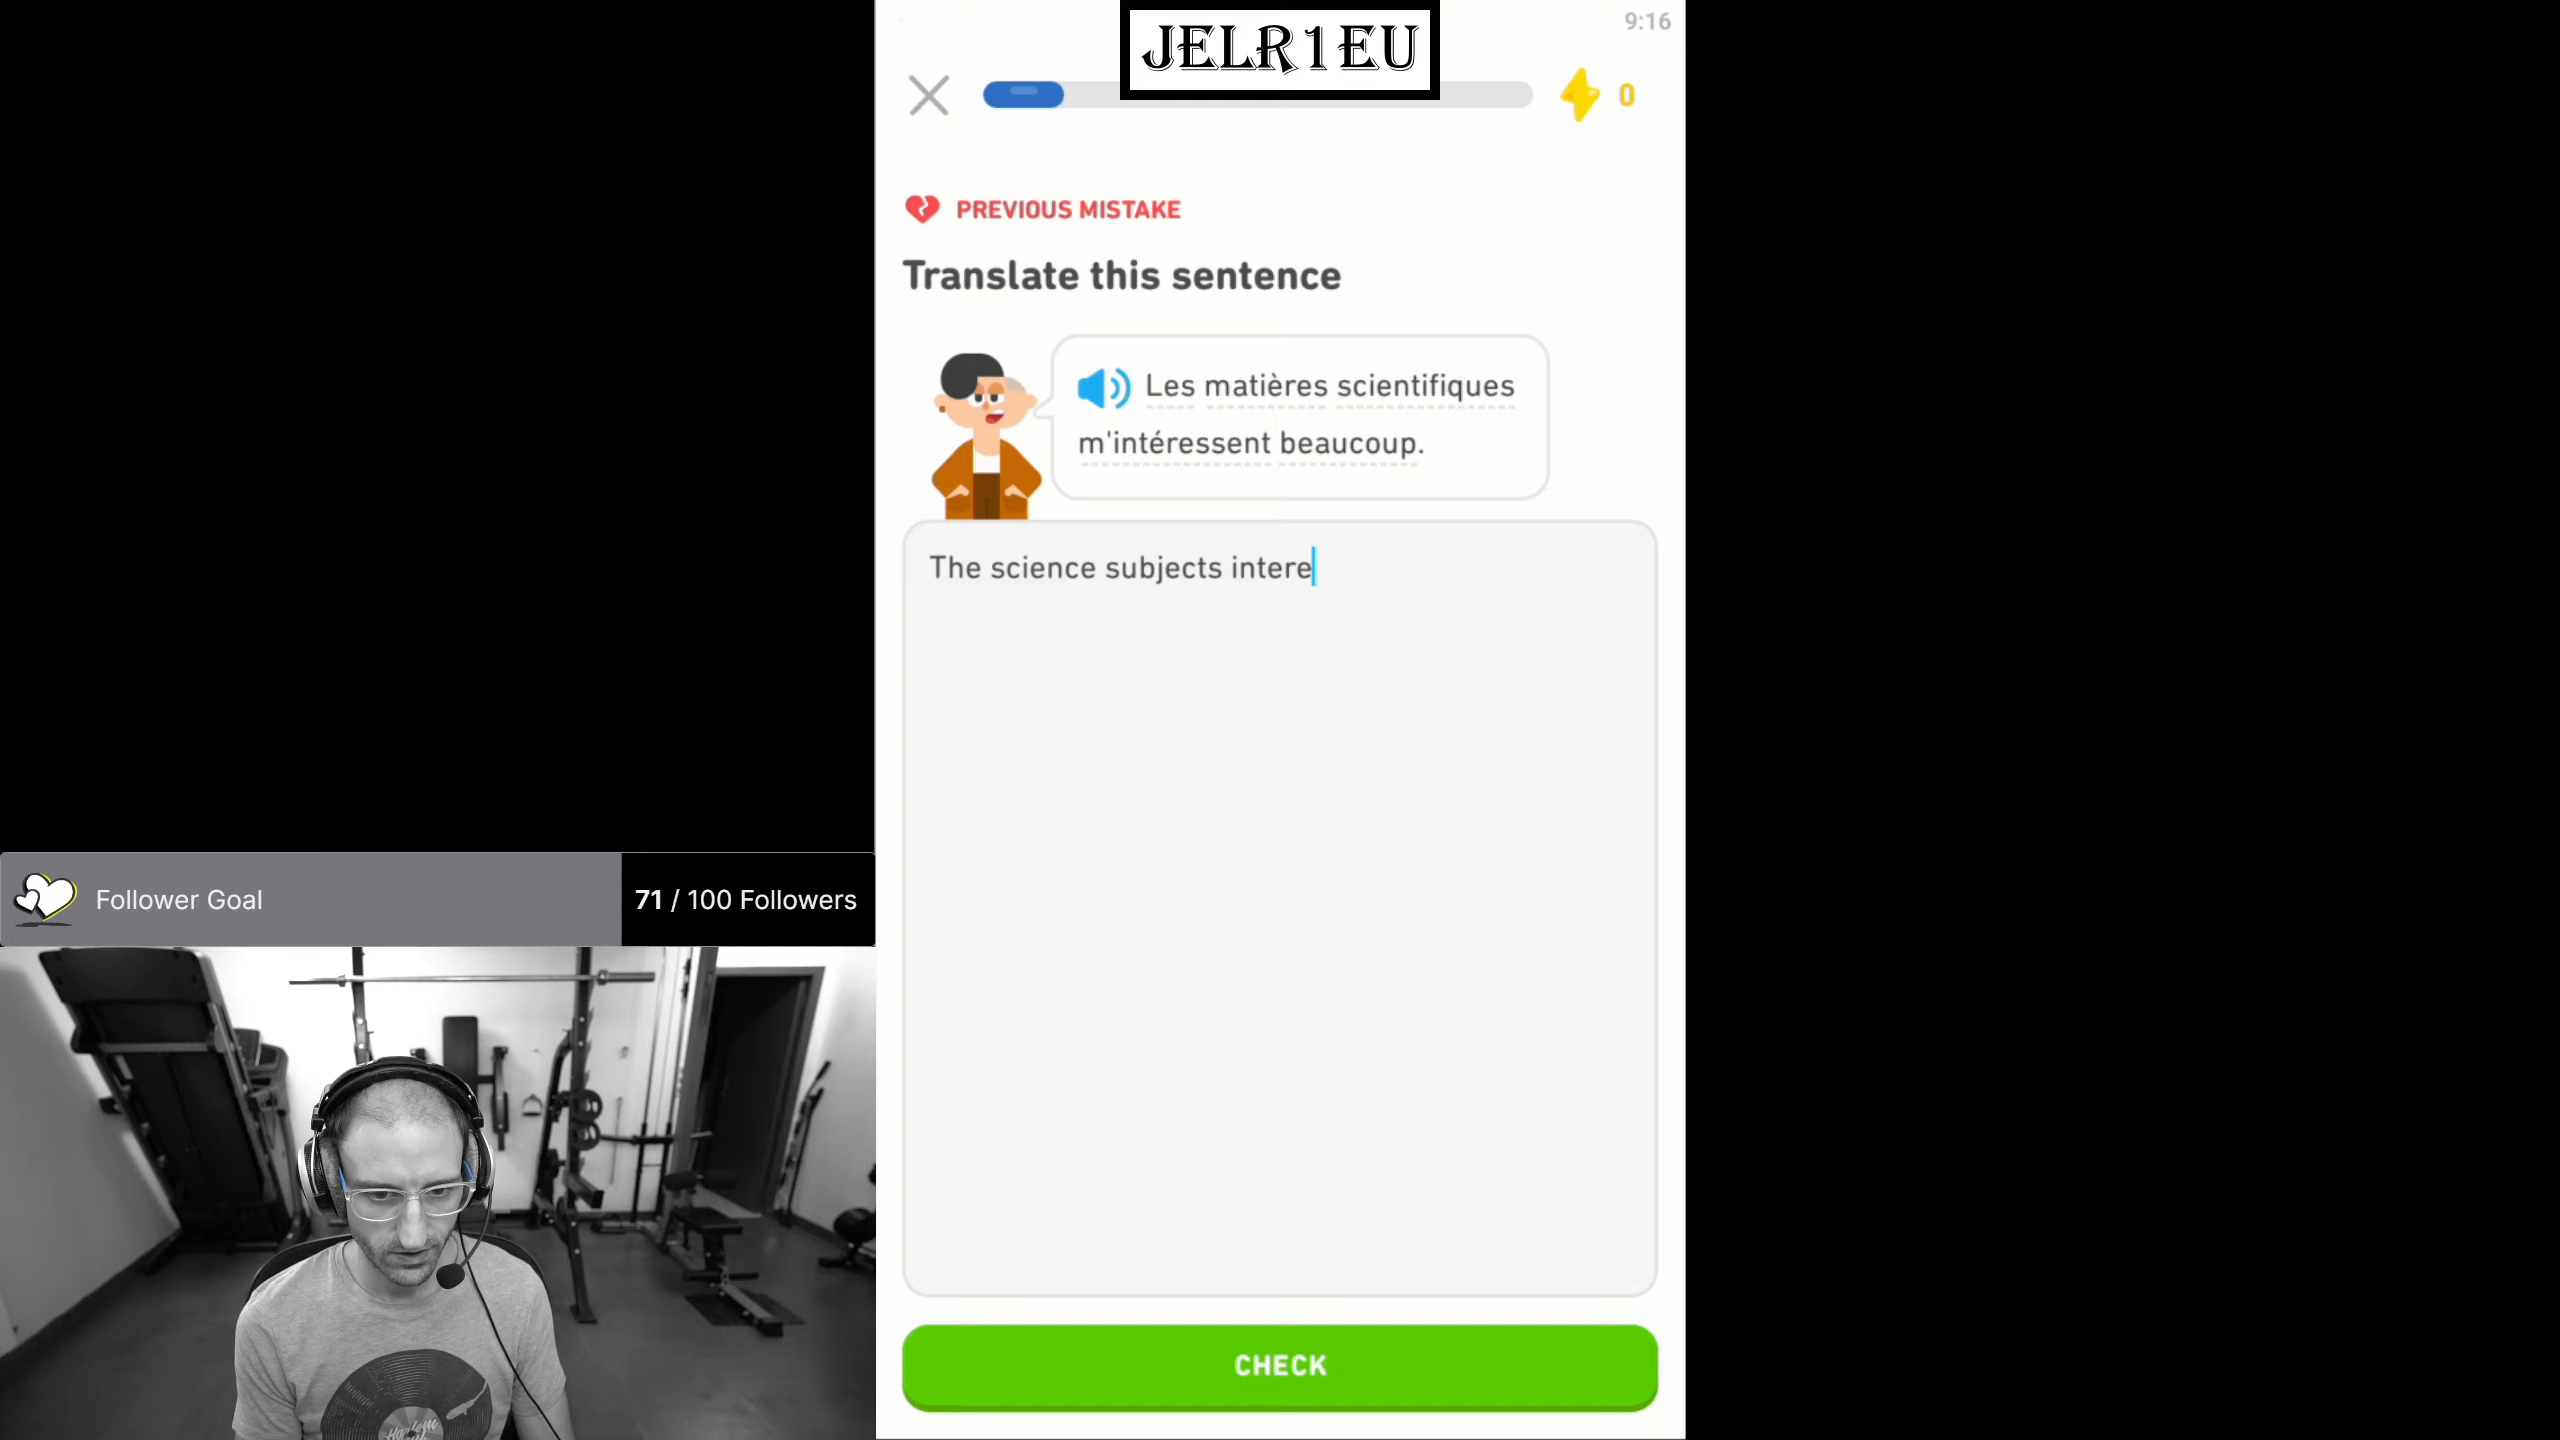 JELR1EU
9:16
0
PREVIOUS MISTAKE
Translate this sentence
Les matières scientifiques
m'intéressent beaucoup.
The science subjects intere
Follower Goal
71 / 100 Followers
CHECK
Harlem